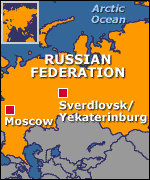 Arctic
Ocean
RUSSIAN
FEDERATION
Sverdlovsk/
Yekaterinburg
Moscow